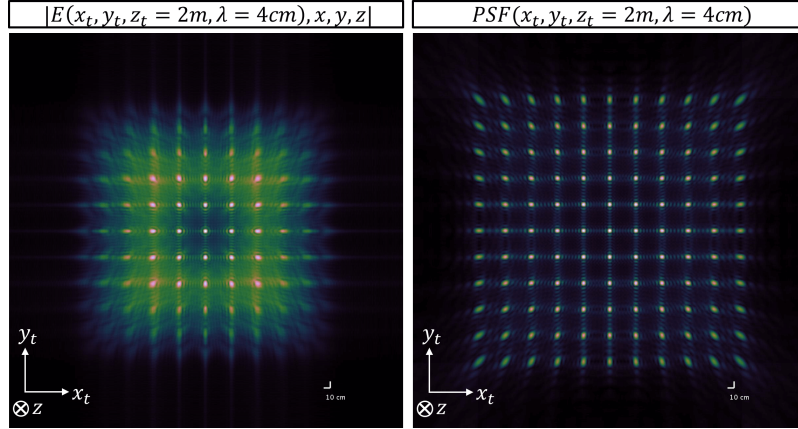 |E(x_t, y_t, z_t = 2m, λ = 4cm), x, y, z|
PSF(x_t, y_t, z_t = 2m, λ = 4cm)
y_t
x_t
z
10 cm
y_t
x_t
z
10 cm